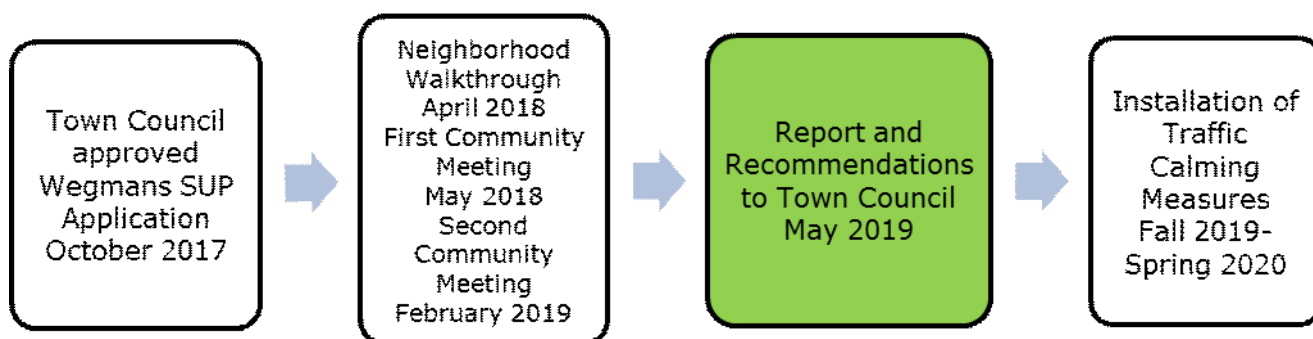 Town Council
approved
Wegmans SUP
Application
October 2017
Neighborhood
Walkthrough
April 2018
First Community
Meeting
May 2018
Second
Community
Meeting
February 2019
Report and
Recommendations
to Town Council
May 2019
Installation of
Traffic
Calming
Measures
Fall 2019-
Spring 2020